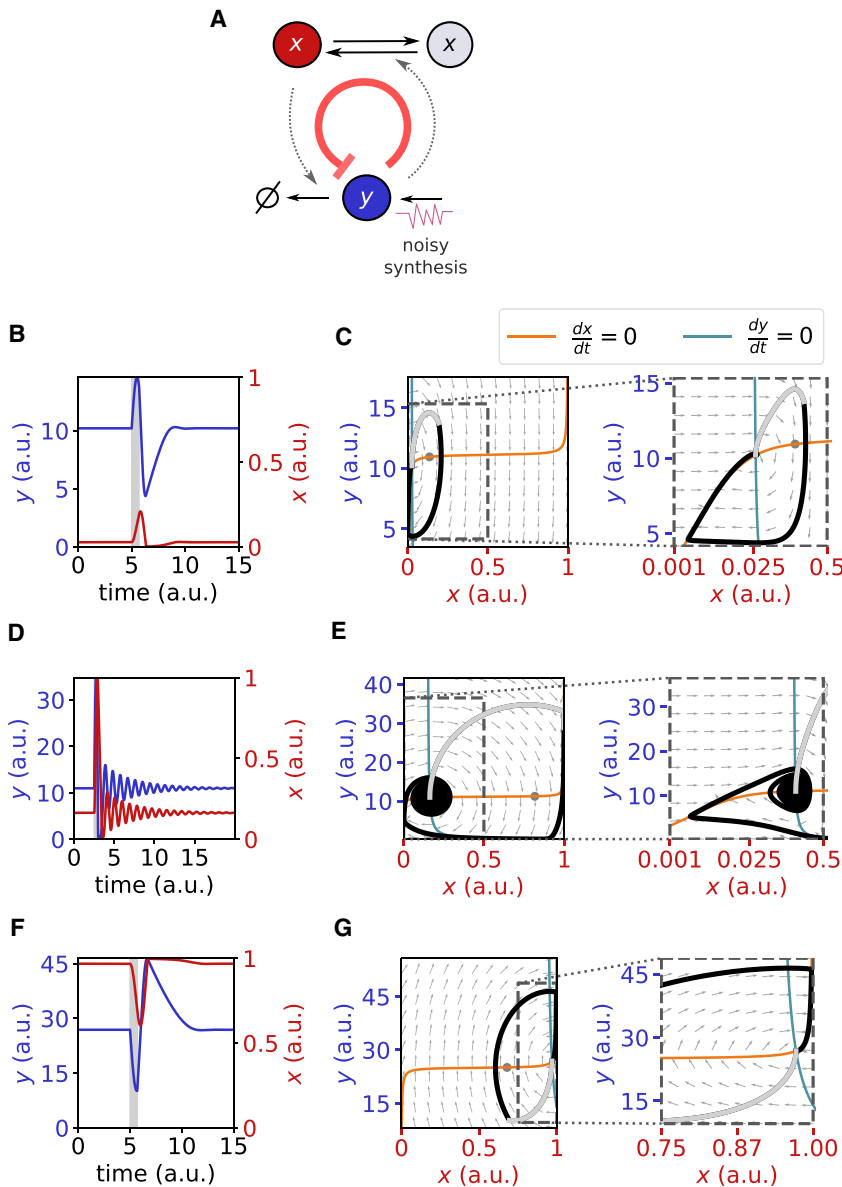 A
x
x
y
∅
noisy
synthesis
B
C
dx/dt = 0
dy/dt = 0
10
5
0
y (a.u.)
1
0.5
0
x (a.u.)
0 5 10 15
time (a.u.)
15
10
5
y (a.u.)
0 0.5 1
x (a.u.)
15
10
5
y (a.u.)
0.001 0.026 0.5
x (a.u.)
D
E
30
20
10
0
y (a.u.)
1
0.5
0
x (a.u.)
0 5 10 15
time (a.u.)
40
30
20
10
y (a.u.)
0 0.5 1
x (a.u.)
30
20
10
y (a.u.)
0.001 0.025 0.5
x (a.u.)
F
G
45
30
15
0
y (a.u.)
1
0.5
0
x (a.u.)
0 5 10 15
time (a.u.)
45
30
15
y (a.u.)
0 0.5 1
x (a.u.)
45
30
15
y (a.u.)
0.75 0.87 1.00
x (a.u.)